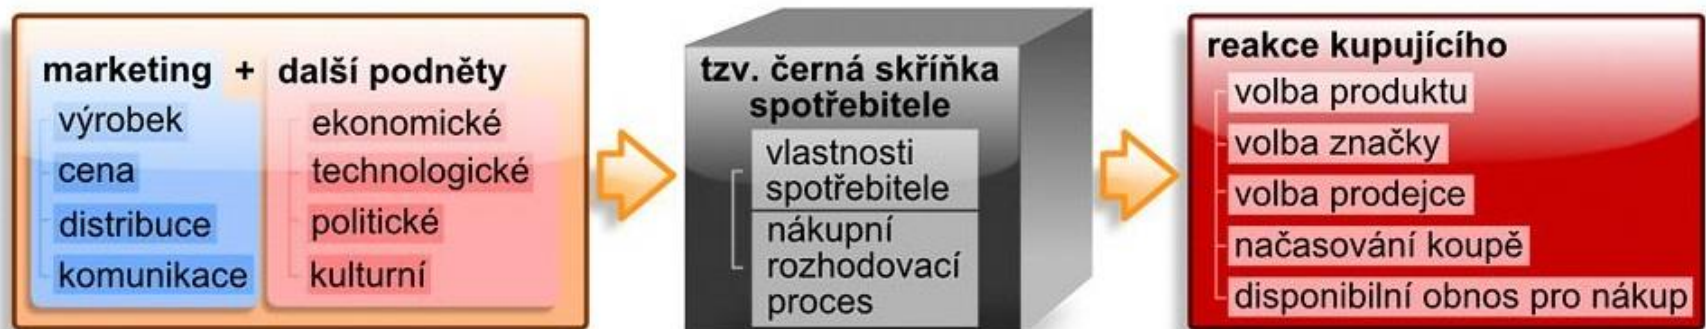 marketing + další podněty
výrobek
cena
distribuce
komunikace
ekonomické
technologické
politické
kulturní
tzv. černá skříňka
spotřebitele
vlastnosti
spotřebitele
nákupní
rozhodovací
proces
reakce kupujícího
volba produktu
volba značky
volba prodejce
načasování koupě
disponibilní obnos pro nákup